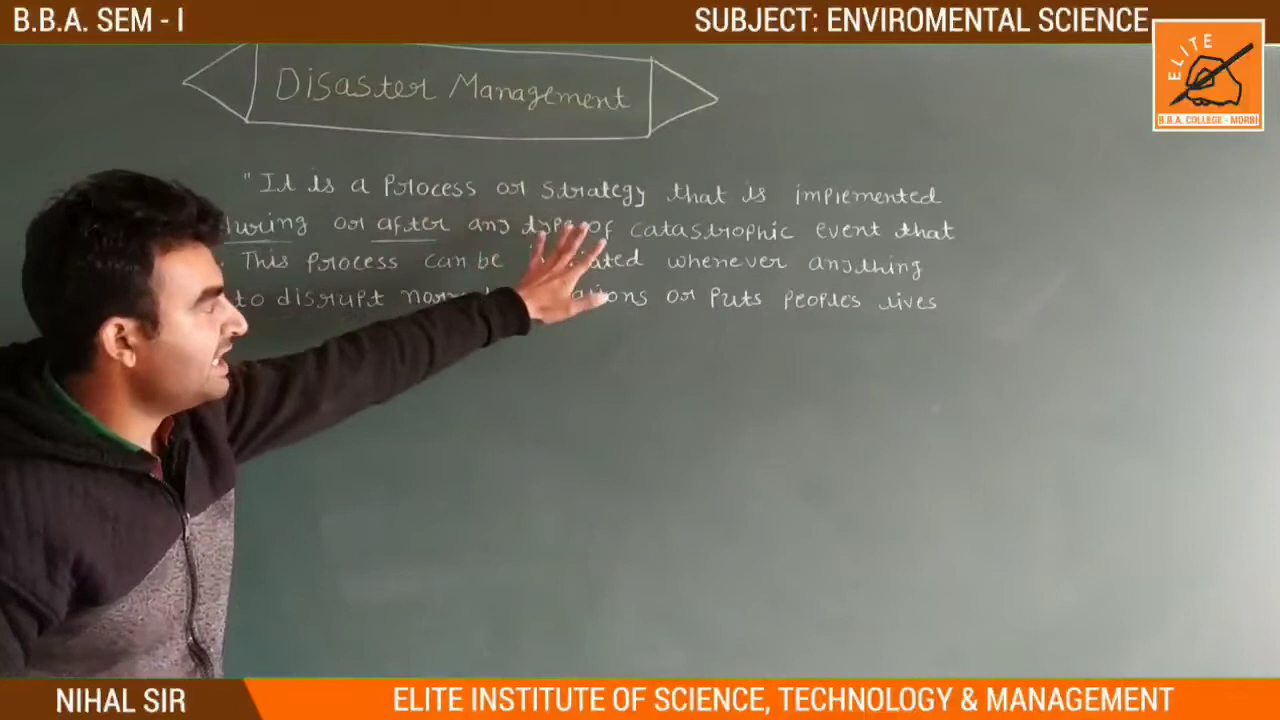 B.B.A. SEM - I
SUBJECT: ENVIROMENTAL SCIENCE
ELITE
B.B.A. COLLEGE - MORBI
Disaster Management
"It is a Process or strategy that is implemented
during or after any type of catastrophic event that
This Process can be whenever anything
to disrupt or Puts People's lives
NIHAL SIR
ELITE INSTITUTE OF SCIENCE, TECHNOLOGY & MANAGEMENT